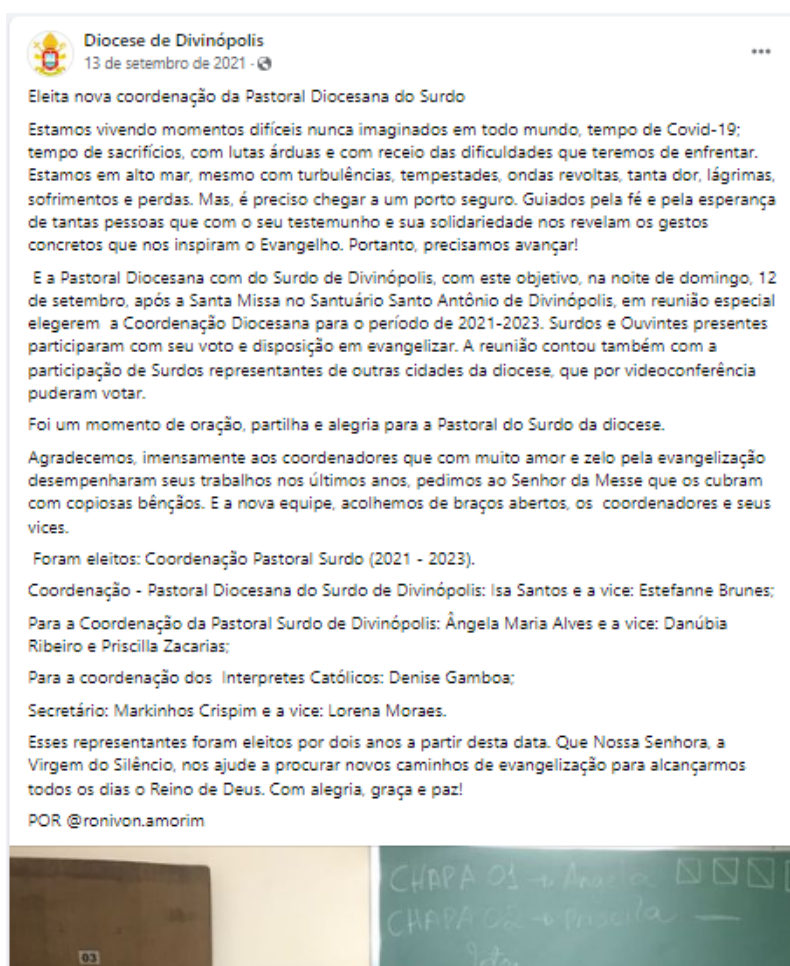 Diocese de Divinópolis
13 de setembro de 2021 ·
Eleita nova coordenação da Pastoral Diocesana do Surdo
Estamos vivendo momentos difíceis nunca imaginados em todo mundo, tempo de Covid-19;
tempo de sacrifícios, com lutas árduas e com receio das dificuldades que teremos de enfrentar.
Estamos em alto mar, mesmo com turbulências, tempestades, ondas revoltas, tanta dor, lágrimas,
sofrimentos e perdas. Mas, é preciso chegar a um porto seguro. Guiados pela fé e pela esperança
de tantas pessoas que com o seu testemunho e sua solidariedade nos revelam os gestos
concretos que nos inspiram o Evangelho. Portanto, precisamos avançar!
E a Pastoral Diocesana com do Surdo de Divinópolis, com este objetivo, na noite de domingo, 12
de setembro, após a Santa Missa no Santuário Santo Antônio de Divinópolis, em reunião especial
elegerem a Coordenação Diocesana para o período de 2021-2023. Surdos e Ouvintes presentes
participaram com seu voto e disposição em evangelizar. A reunião contou também com a
participação de Surdos representantes de outras cidades da diocese, que por videoconferência
puderam votar.
Foi um momento de oração, partilha e alegria para a Pastoral do Surdo da diocese.
Agradecemos, imensamente aos coordenadores que com muito amor e zelo pela evangelização
desempenharam seus trabalhos nos últimos anos, pedimos ao Senhor da Messe que os cubram
com copiosas bênçãos. E a nova equipe, acolhemos de braços abertos, os coordenadores e seus
vices.
Foram eleitos: Coordenação Pastoral Surdo (2021 - 2023).
Coordenação - Pastoral Diocesana do Surdo de Divinópolis: Isa Santos e a vice: Estefanne Brunes;
Para a Coordenação da Pastoral Surdo de Divinópolis: Ângela Maria Alves e a vice: Danúbia
Ribeiro e Priscilla Zacarias;
Para a coordenação dos Interpretes Católicos: Denise Gamboa;
Secretário: Markinhos Crispim e a vice: Lorena Moraes.
Esses representantes foram eleitos por dois anos a partir desta data. Que Nossa Senhora, a
Virgem do Silêncio, nos ajude a procurar novos caminhos de evangelização para alcançarmos
todos os dias o Reino de Deus. Com alegria, graça e paz!
POR @ronivon.amorim
CHAPA 01 → Angela
CHAPA 02 → Priscila —
03